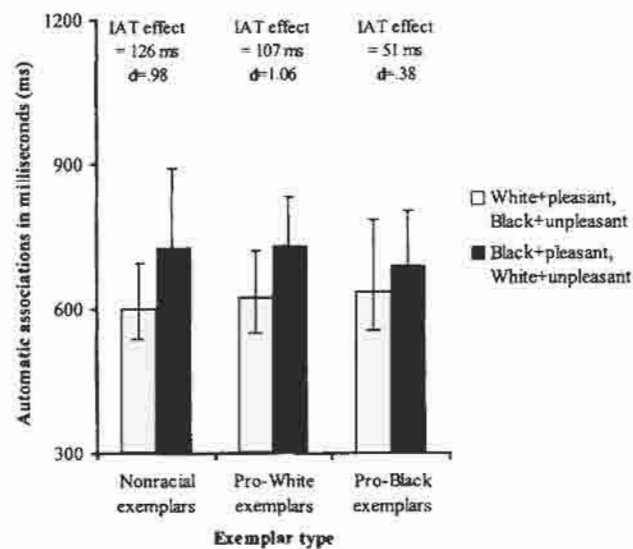 1200
900
600
300
Automatic associations in milliseconds (ms)
IAT effect
= 126 ms
d=.98
IAT effect
= 107 ms
d=1.06
IAT effect
= 51 ms
d=.38
White+pleasant,
Black+unpleasant
Black+pleasant,
White+unpleasant
Nonracial
exemplars
Pro-White
exemplars
Pro-Black
exemplars
Exemplar type